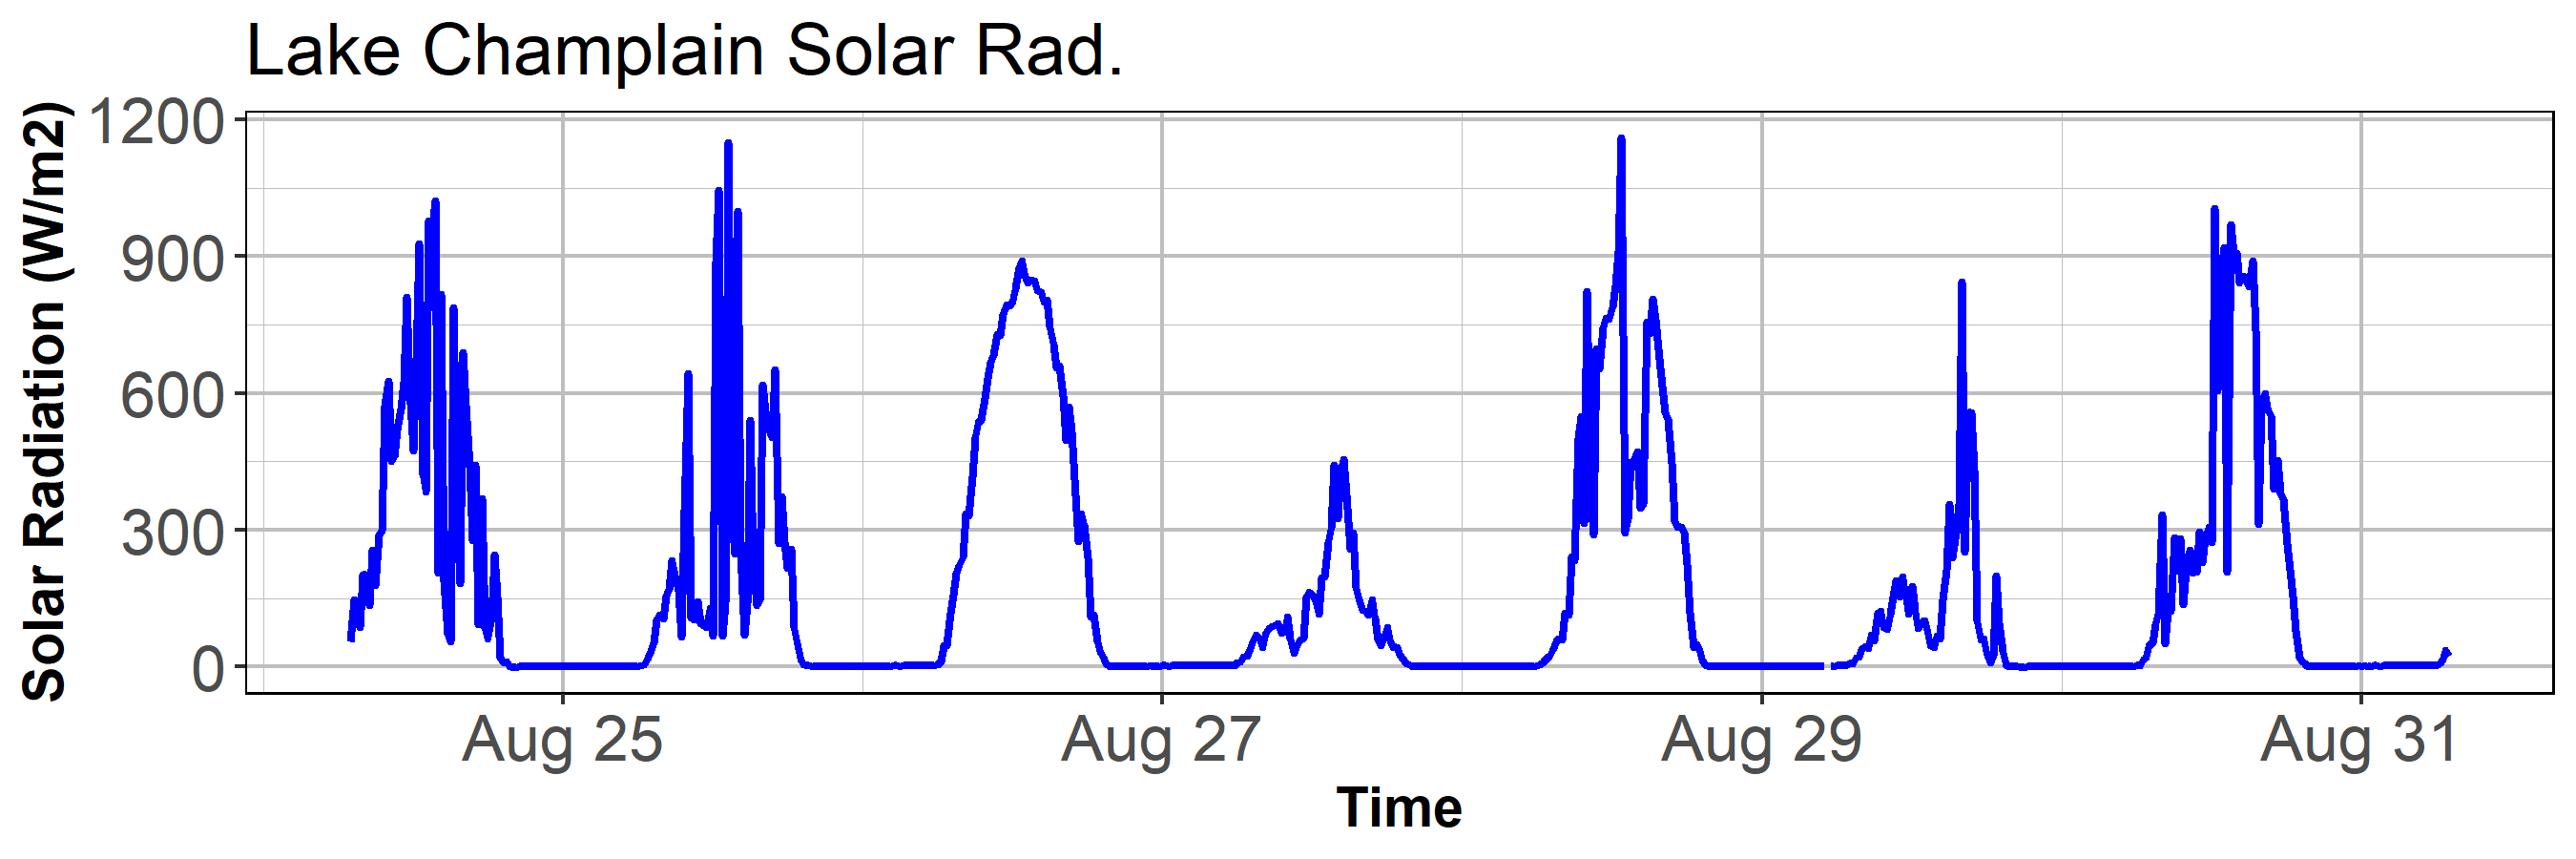 Lake Champlain Solar Rad.
Solar Radiation (W/m2)
1200
900
600
300
0
Aug 25 Aug 27 Aug 29 Aug 31
Time